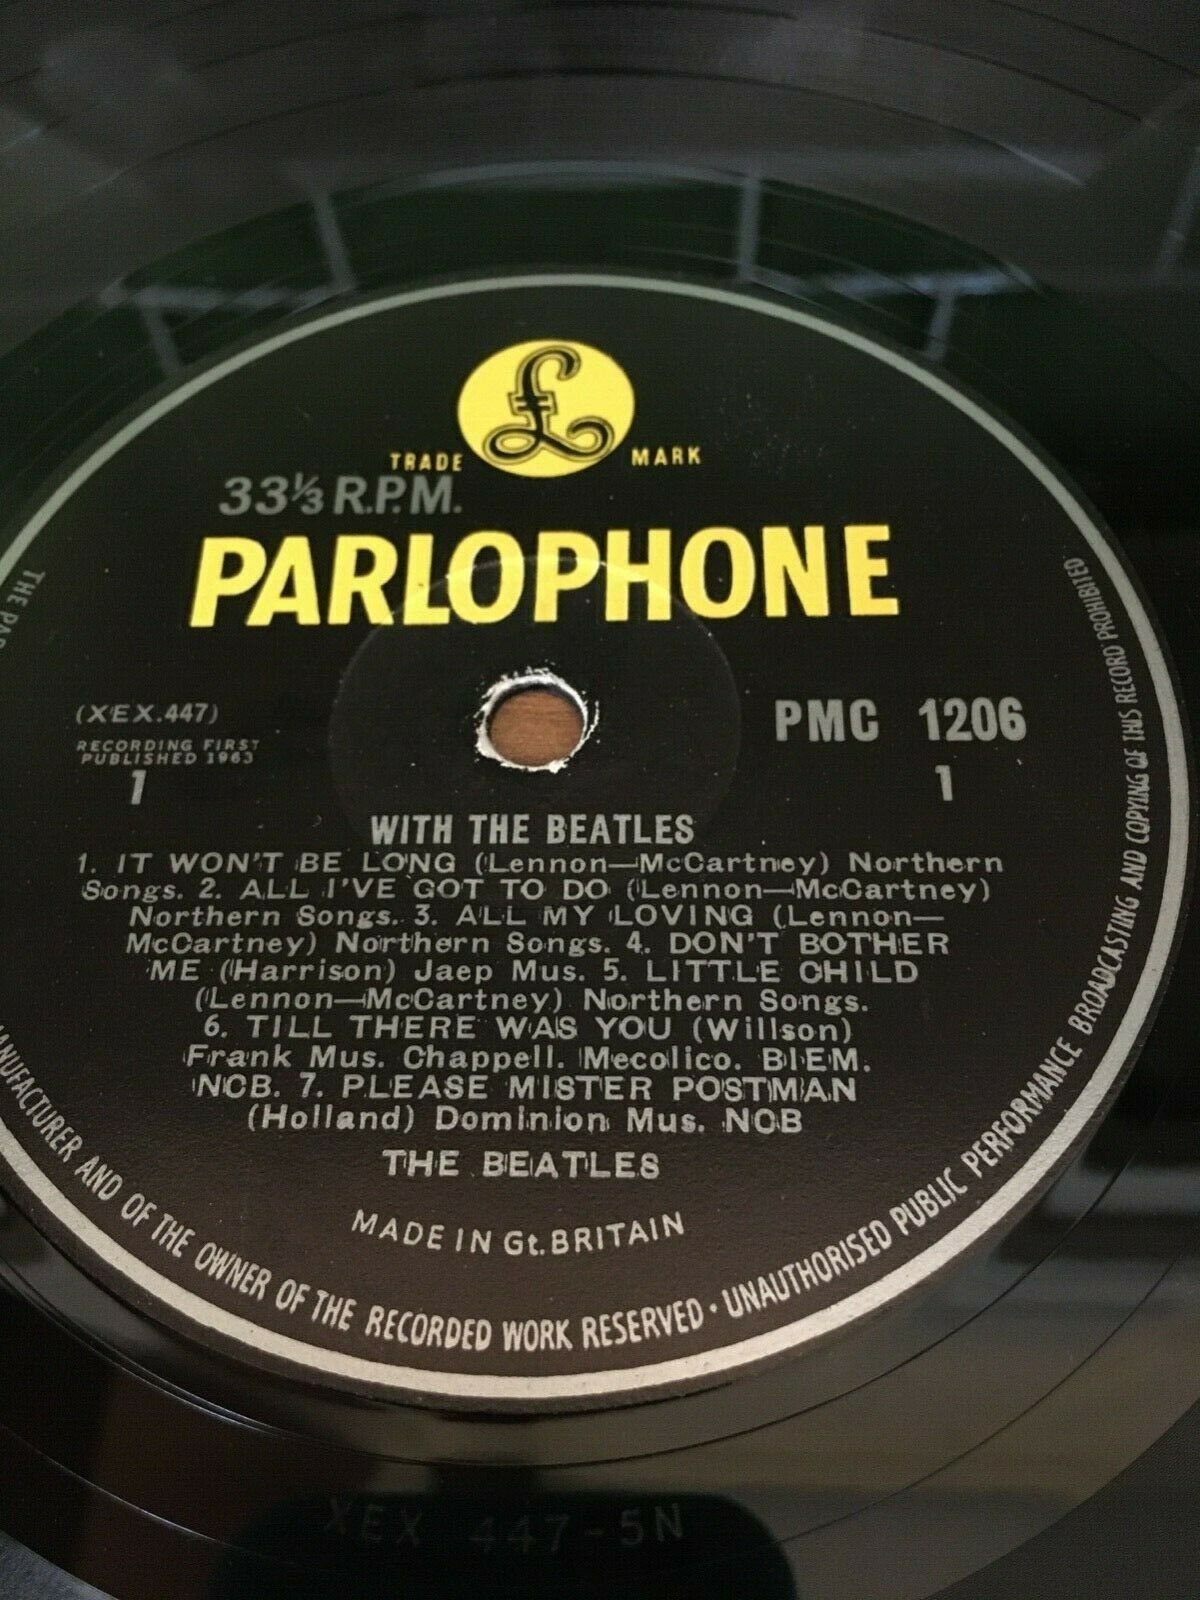 TRADE £ MARK
33⅓ R.P.M.
PARLOPHONE
(XEX.447)
RECORDING FIRST
PUBLISHED 1963
1
PMC 1206
1
WITH THE BEATLES
1. IT WON'T BE LONG (Lennon—McCartney) Northern
Songs. 2. ALL I'VE GOT TO DO (Lennon—McCartney)
Northern Songs. 3. ALL MY LOVING (Lennon—
McCartney) Northern Songs. 4. DON'T BOTHER
ME (Harrison) Jaep Mus. 5. LITTLE CHILD
(Lennon—McCartney) Northern Songs.
6. TILL THERE WAS YOU (Willson)
Frank Mus. Chappell. Mecolico. BIEM.
NCB. 7. PLEASE MISTER POSTMAN
(Holland) Dominion Mus. NCB
THE BEATLES
MADE IN Gt. BRITAIN
THE
MANUFACTURER AND OF THE OWNER OF THE RECORDED WORK RESERVED · UNAUTHORISED PUBLIC PERFORMANCE BROADCASTING AND COPYING OF THIS RECORD PROHIBITED
XEX 447-5N